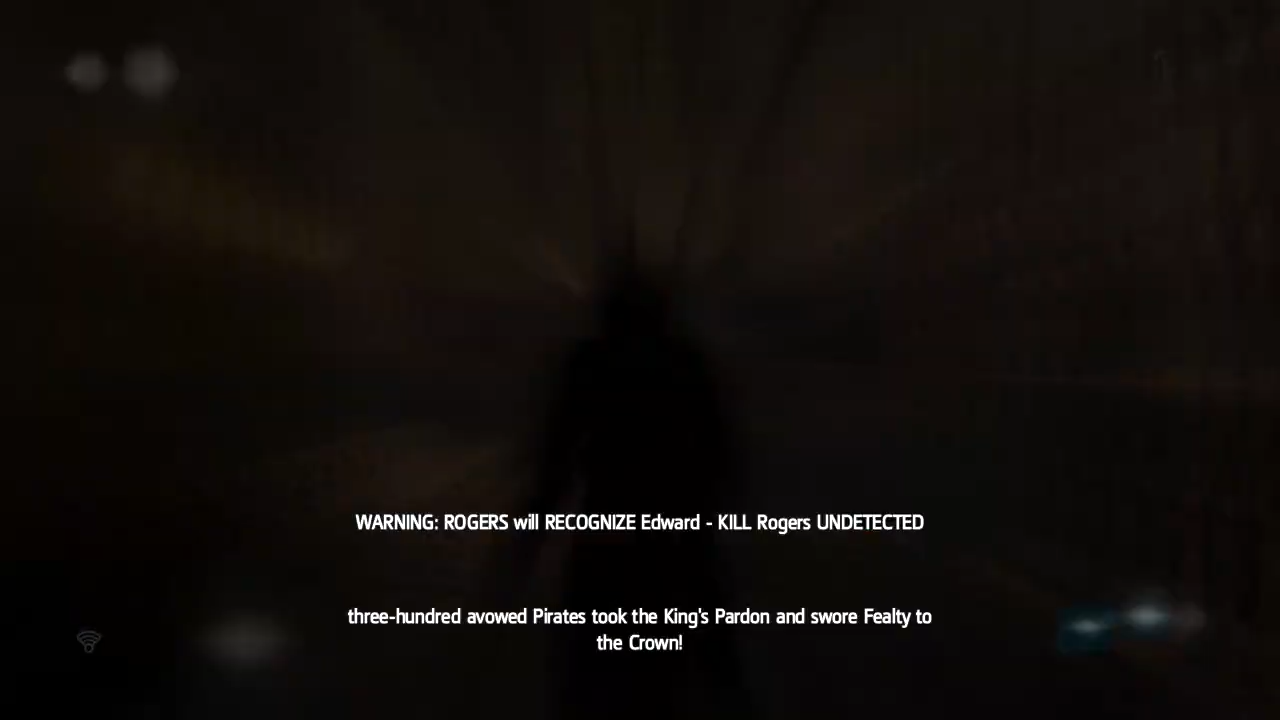 WARNING: ROGERS will RECOGNIZE Edward - KILL Rogers UNDETECTED
three-hundred avowed Pirates took the King's Pardon and swore Fealty to
the Crown!